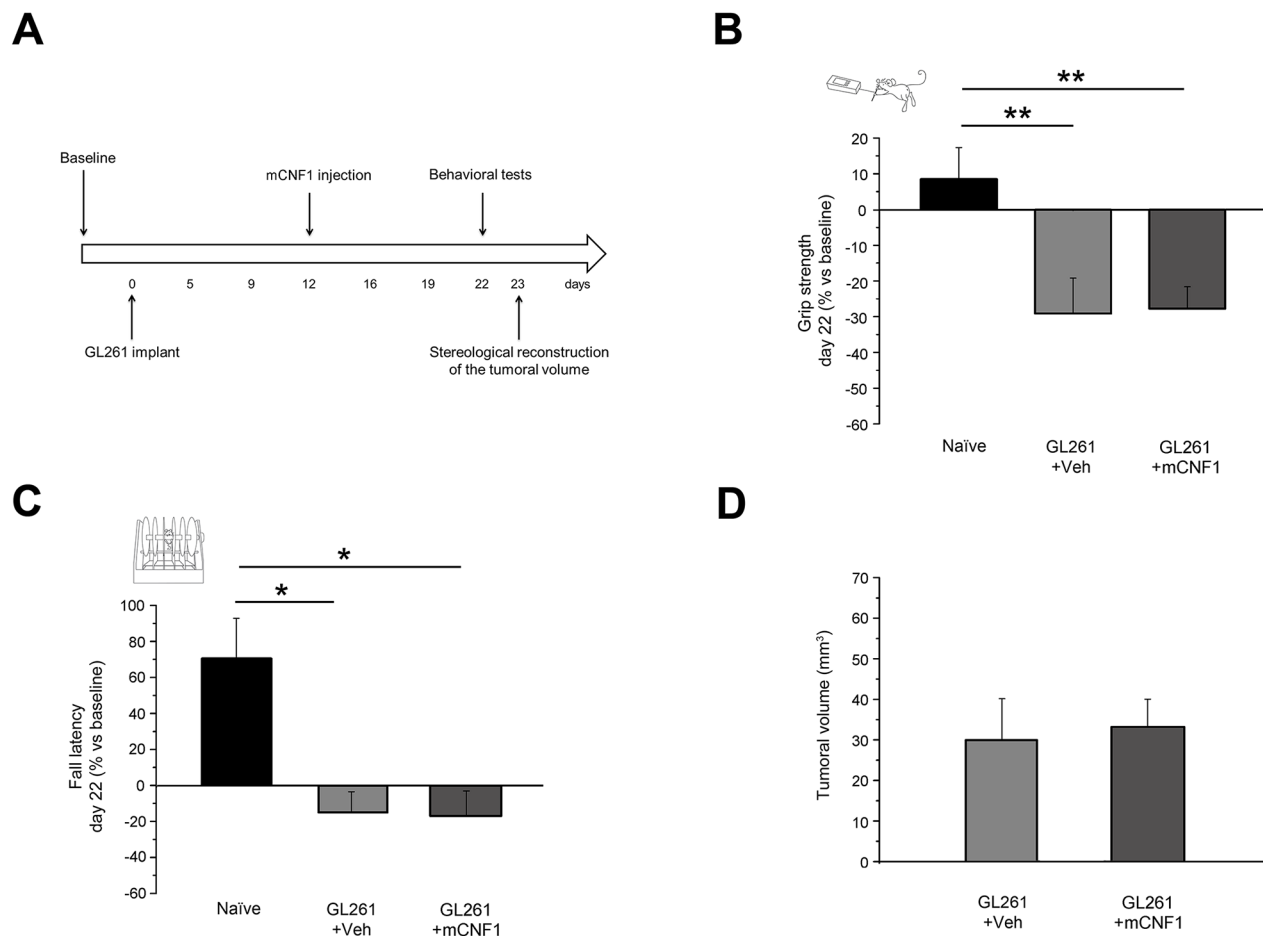 A
Baseline
mCNF1 injection
Behavioral tests
0 5 9 12 16 19 22 23 days
GL261 implant
Stereological reconstruction
of the tumoral volume
B
**
**
20
10
0
-10
-20
-30
-40
-50
-60
Grip strength
day 22 (% vs baseline)
Naïve
GL261
+Veh
GL261
+mCNF1
C
*
*
100
80
60
40
20
0
-20
-40
-60
Fall latency
day 22 (% vs baseline)
Naïve
GL261
+Veh
GL261
+mCNF1
D
70
60
50
40
30
20
10
0
Tumoral volume (mm³)
GL261
+Veh
GL261
+mCNF1